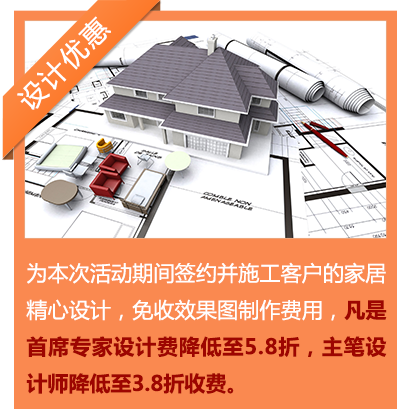 设计优惠
COMBLE NON
AMENAGEABLE
为本次活动期间签约并施工客户的家居
精心设计，免收效果图制作费用，凡是
首席专家设计费降低至5.8折，主笔设
计师降低至3.8折收费。